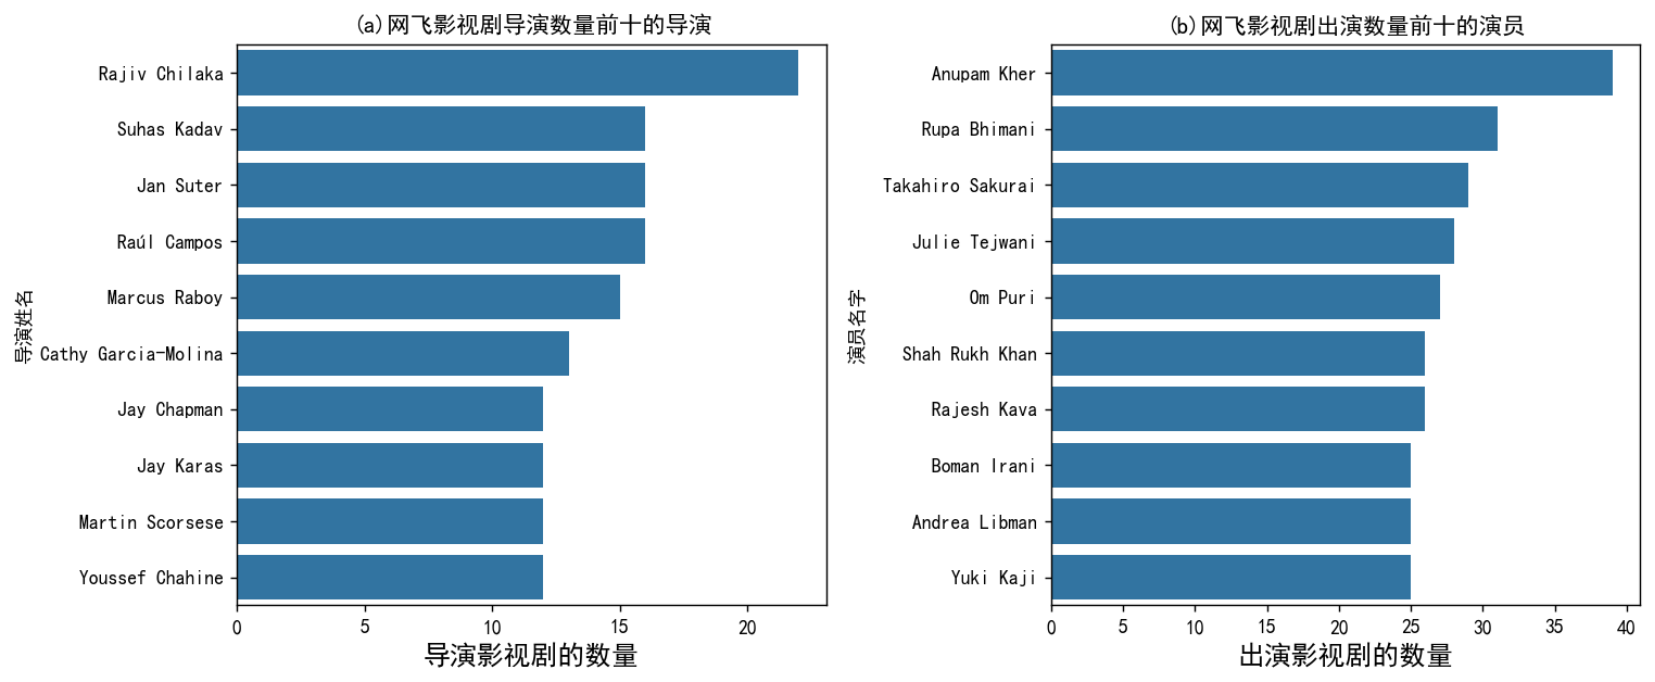 (a)网飞影视剧导演数量前十的导演
导演姓名
Rajiv Chilaka
Suhas Kadav
Jan Suter
Raúl Campos
Marcus Raboy
Cathy Garcia-Molina
Jay Chapman
Jay Karas
Martin Scorsese
Youssef Chahine
0 5 10 15 20
导演影视剧的数量
(b)网飞影视剧出演数量前十的演员
演员名字
Anupam Kher
Rupa Bhimani
Takahiro Sakurai
Julie Tejwani
Om Puri
Shah Rukh Khan
Rajesh Kava
Boman Irani
Andrea Libman
Yuki Kaji
0 5 10 15 20 25 30 35 40
出演影视剧的数量